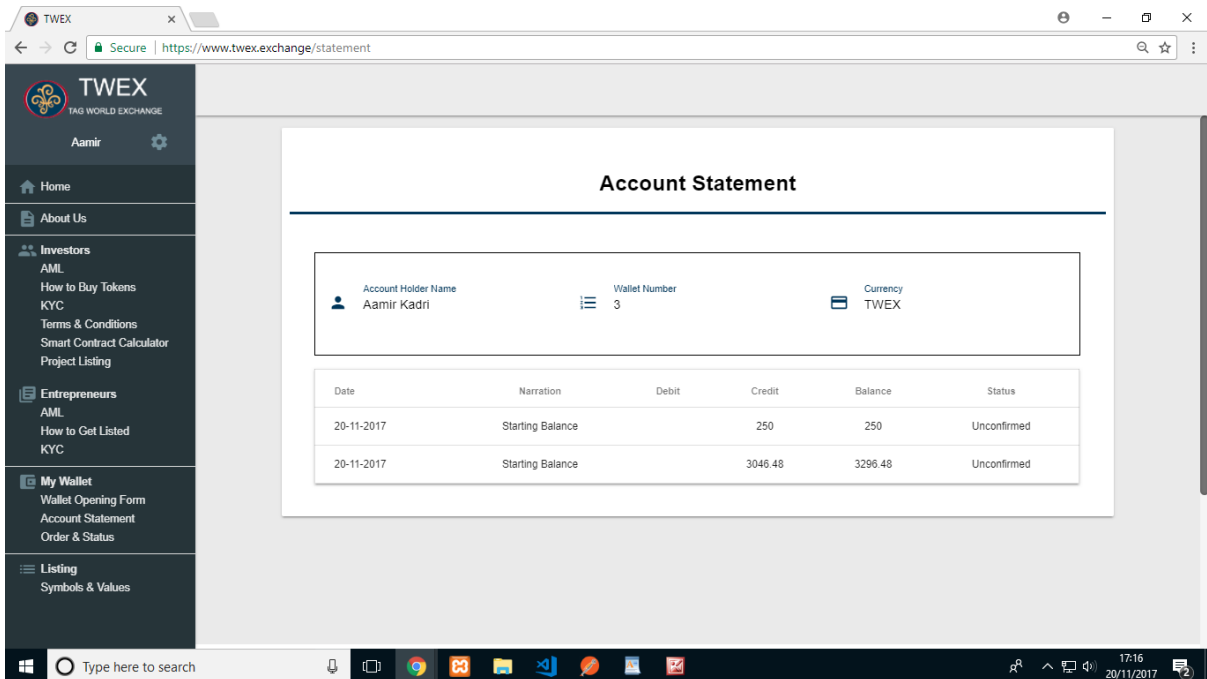 TWEX
Secure | https://www.twex.exchange/statement
TWEX
TAG WORLD EXCHANGE
Aamir
Home
About Us
Investors
AML
How to Buy Tokens
KYC
Terms & Conditions
Smart Contract Calculator
Project Listing
Entrepreneurs
AML
How to Get Listed
KYC
My Wallet
Wallet Opening Form
Account Statement
Order & Status
Listing
Symbols & Values
Account Statement
Account Holder Name Wallet Number Currency
Aamir Kadri 3 TWEX
Date Narration Debit Credit Balance Status
20-11-2017 Starting Balance 250 250 Unconfirmed
20-11-2017 Starting Balance 3046.48 3296.48 Unconfirmed
Type here to search
17:16
20/11/2017
2